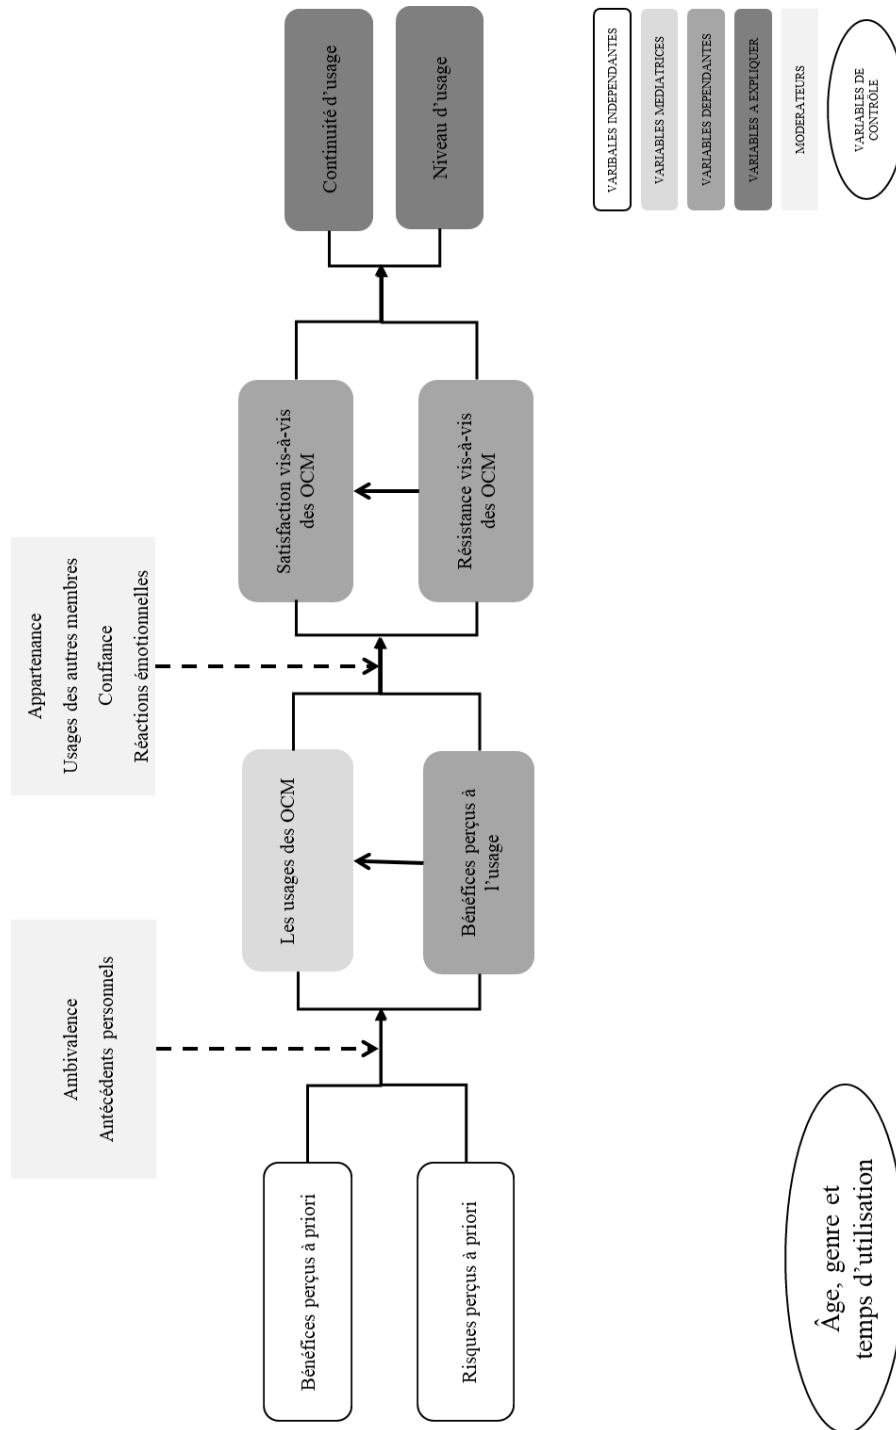 Ambivalence
Antécédents personnels
Appartenance
Usages des autres membres
Confiance
Réactions émotionnelles
Bénéfices perçus à priori
Risques perçus à priori
Les usages des OCM
Bénéfices perçus à
l’usage
Satisfaction vis-à-vis
des OCM
Résistance vis-à-vis
des OCM
Continuité d’usage
Niveau d’usage
Âge, genre et
temps d’utilisation
VARIBALES INDEPENDANTES
VARIABLES MEDIATRICES
VARIABLES DEPENDANTES
VARIABLES A EXPLIQUER
MODERATEURS
VARIABLES DE
CONTRÔLE